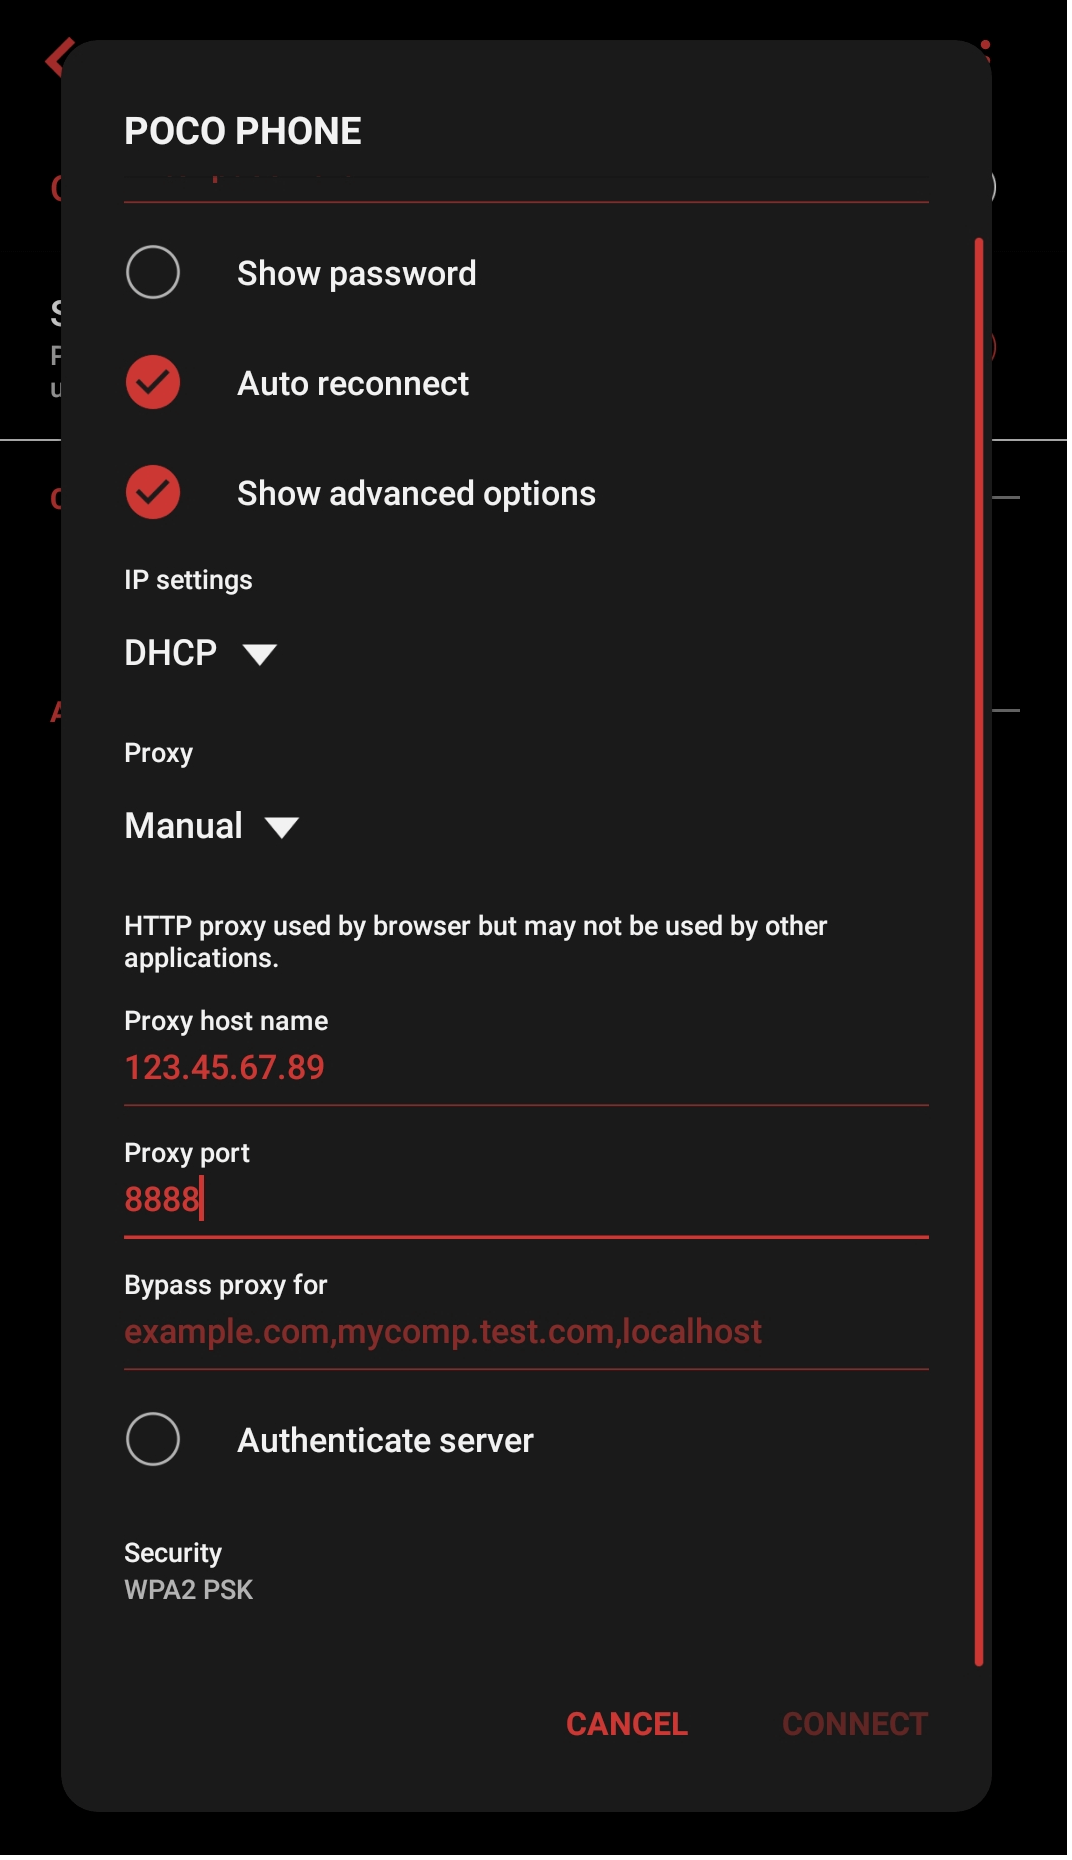 POCO PHONE
Show password
Auto reconnect
Show advanced options
IP settings
DHCP
Proxy
Manual
HTTP proxy used by browser but may not be used by other
applications.
Proxy host name
123.45.67.89
Proxy port
8888
Bypass proxy for
example.com,mycomp.test.com,localhost
Authenticate server
Security
WPA2 PSK
CANCEL CONNECT